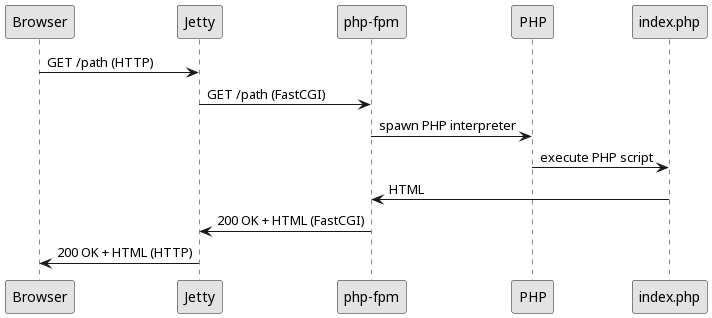 Browser Jetty php-fpm PHP index.php
GET /path (HTTP)
GET /path (FastCGI)
spawn PHP interpreter
execute PHP script
HTML
200 OK + HTML (FastCGI)
200 OK + HTML (HTTP)
Browser Jetty php-fpm PHP index.php